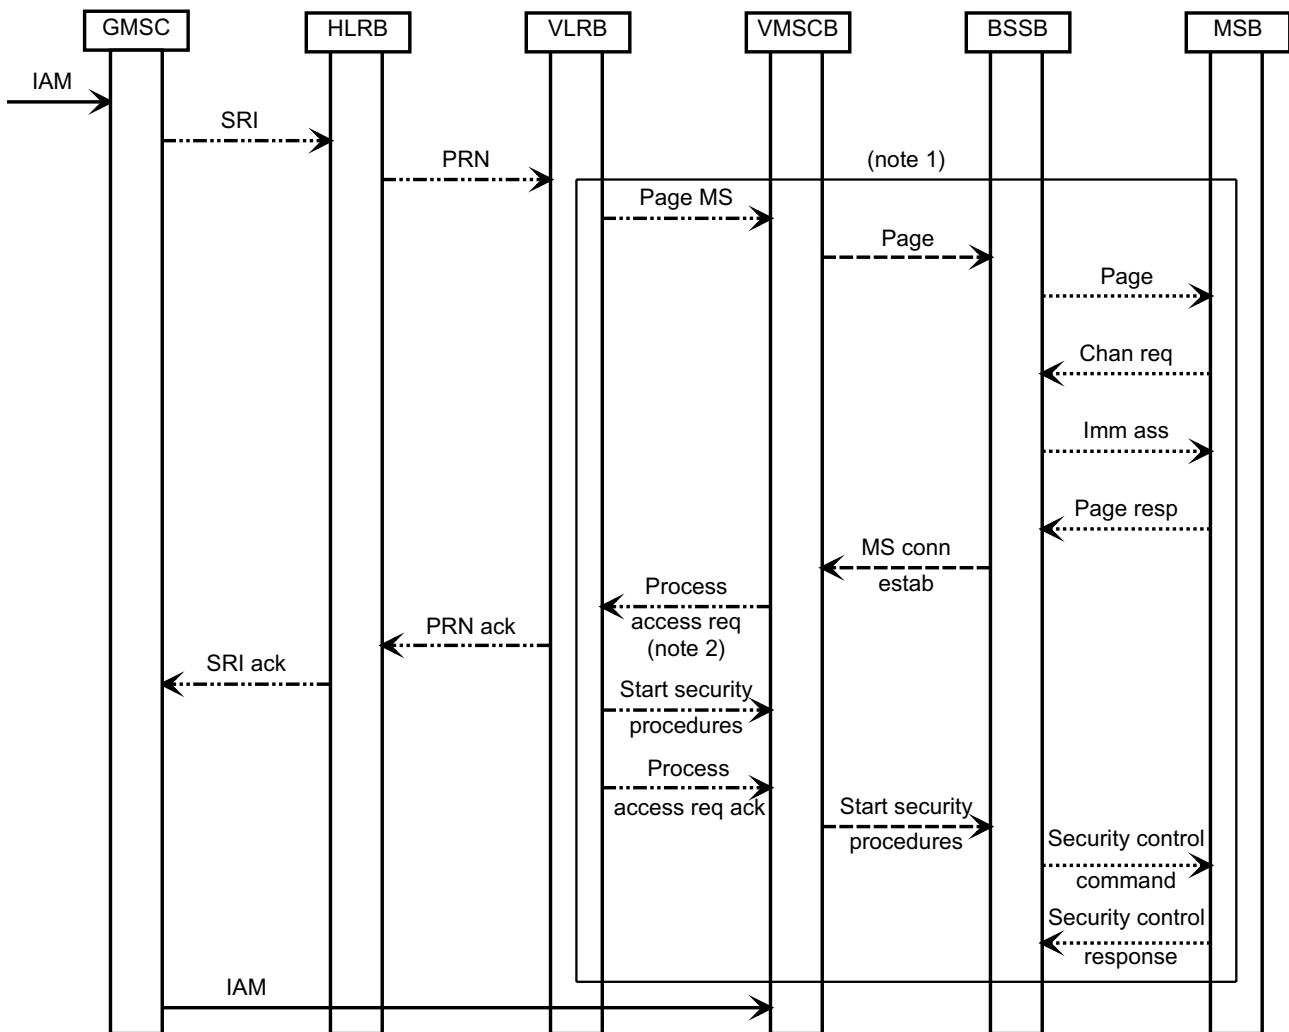 GMSC HLRB VLRB VMSCB BSSB MSB
IAM
SRI
PRN
(note 1)
Page MS
Page
Page
Chan req
Imm ass
Page resp
MS conn
estab
Process
access req
(note 2)
PRN ack
SRI ack
Start security
procedures
Process
access req ack
Start security
procedures
Security control
command
Security control
response
IAM